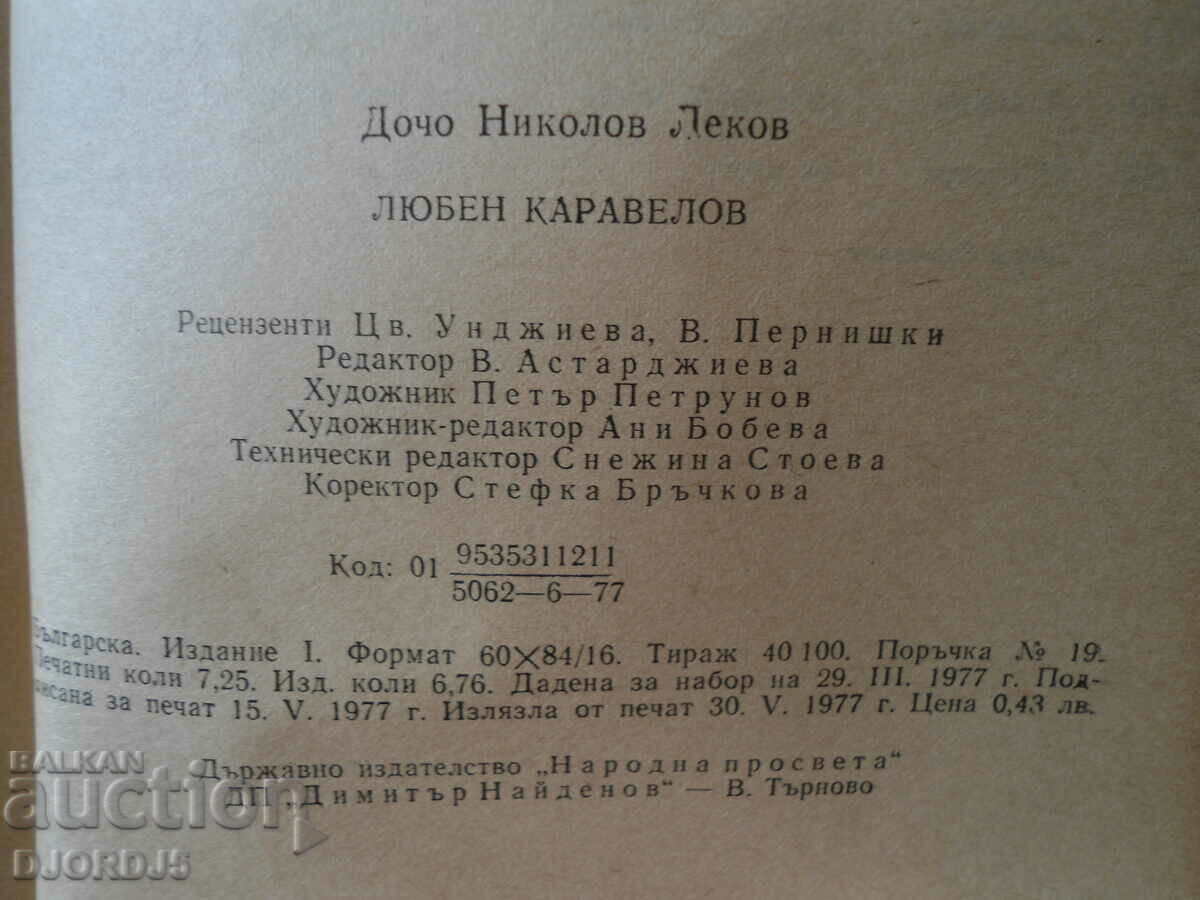 Дочо Николов Леков
ЛЮБЕН КАРАВЕЛОВ
Рецензенти Цв. Унджиева, В. Пернишки
Редактор В. Астарджиева
Художник Петър Петрунов
Художник-редактор Ани Бобева
Технически редактор Снежина Стоева
Коректор Стефка Бръчкова
Код: 01 9535311211
5062—6—77
Българска. Издание I. Формат 60×84/16. Тираж 40 100. Поръчка № 19.
Печатни коли 7,25. Изд. коли 6,76. Дадена за набор на 29. III. 1977 г. Под-
писана за печат 15. V. 1977 г. Излязла от печат 30. V. 1977 г. Цена 0,43 лв.
Държавно издателство „Народна просвета“
ДП „Димитър Найденов“ — В. Търново
BALKAN
auction
DJORDJ5